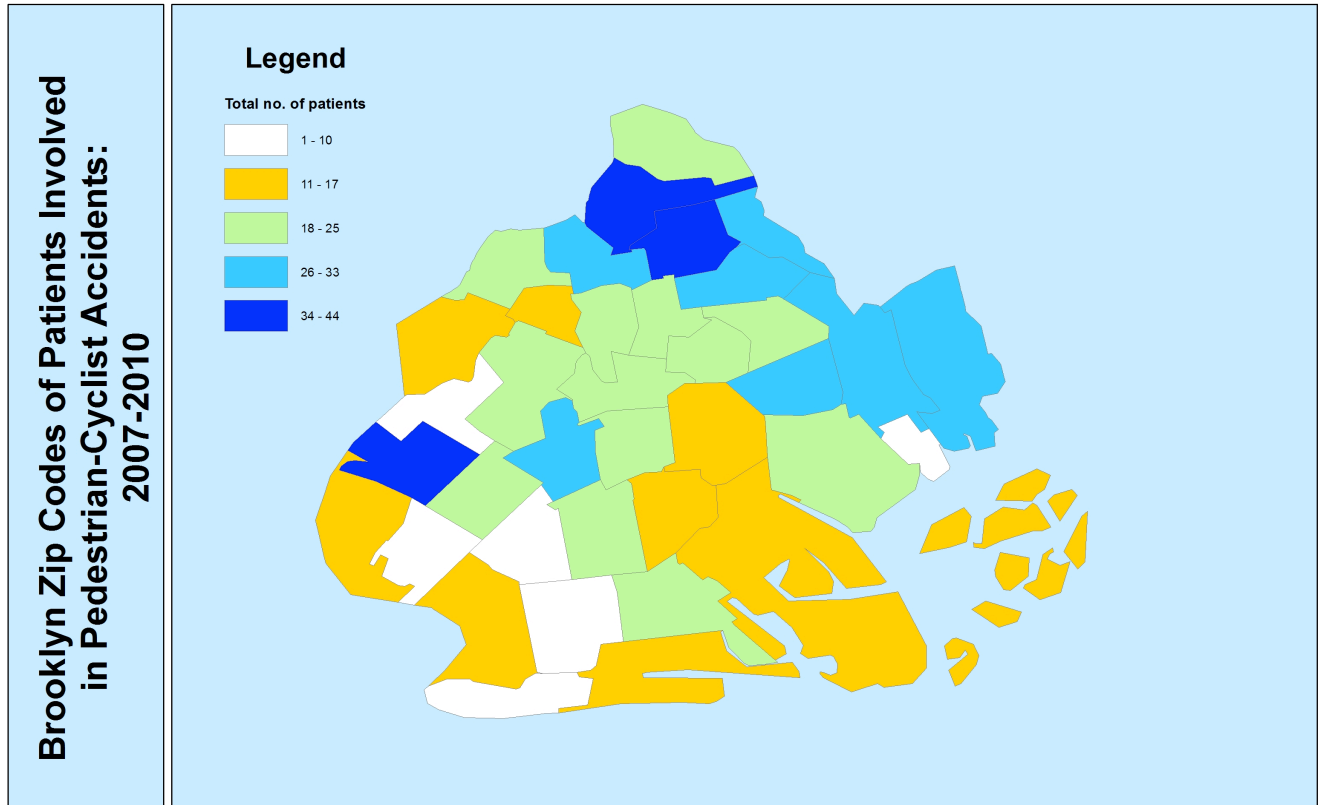 Brooklyn Zip Codes of Patients Involved
in Pedestrian-Cyclist Accidents:
2007-2010
Legend
Total no. of patients
1 - 10
11 - 17
18 - 25
26 - 33
34 - 44